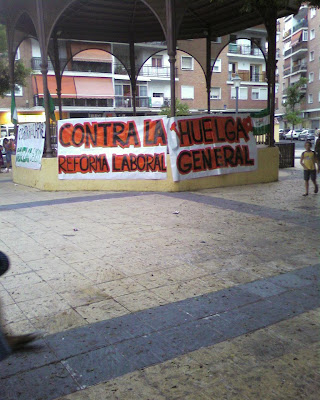 CONTRA LA HUELGA
REFORMA LABORAL GENERAL